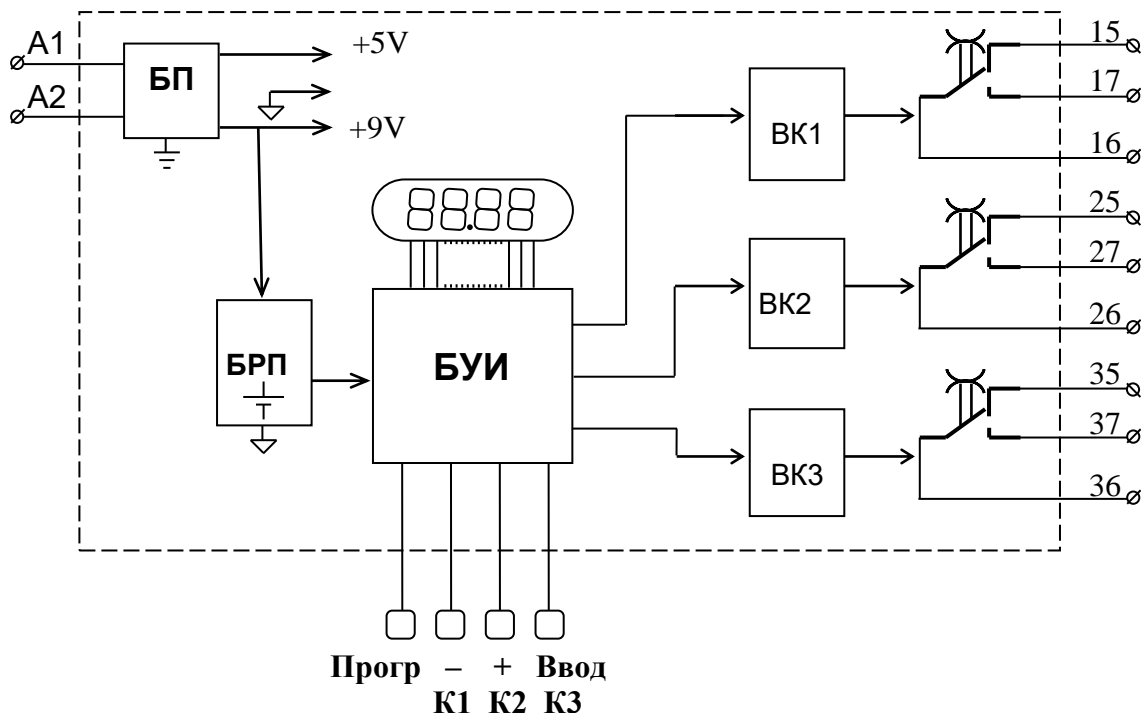 А1
А2
БП
+5V
+9V
БРП
88.88
БУИ
ВК1
ВК2
ВК3
15
17
16
25
27
26
35
37
36
Прогр – + Ввод
К1 К2 К3